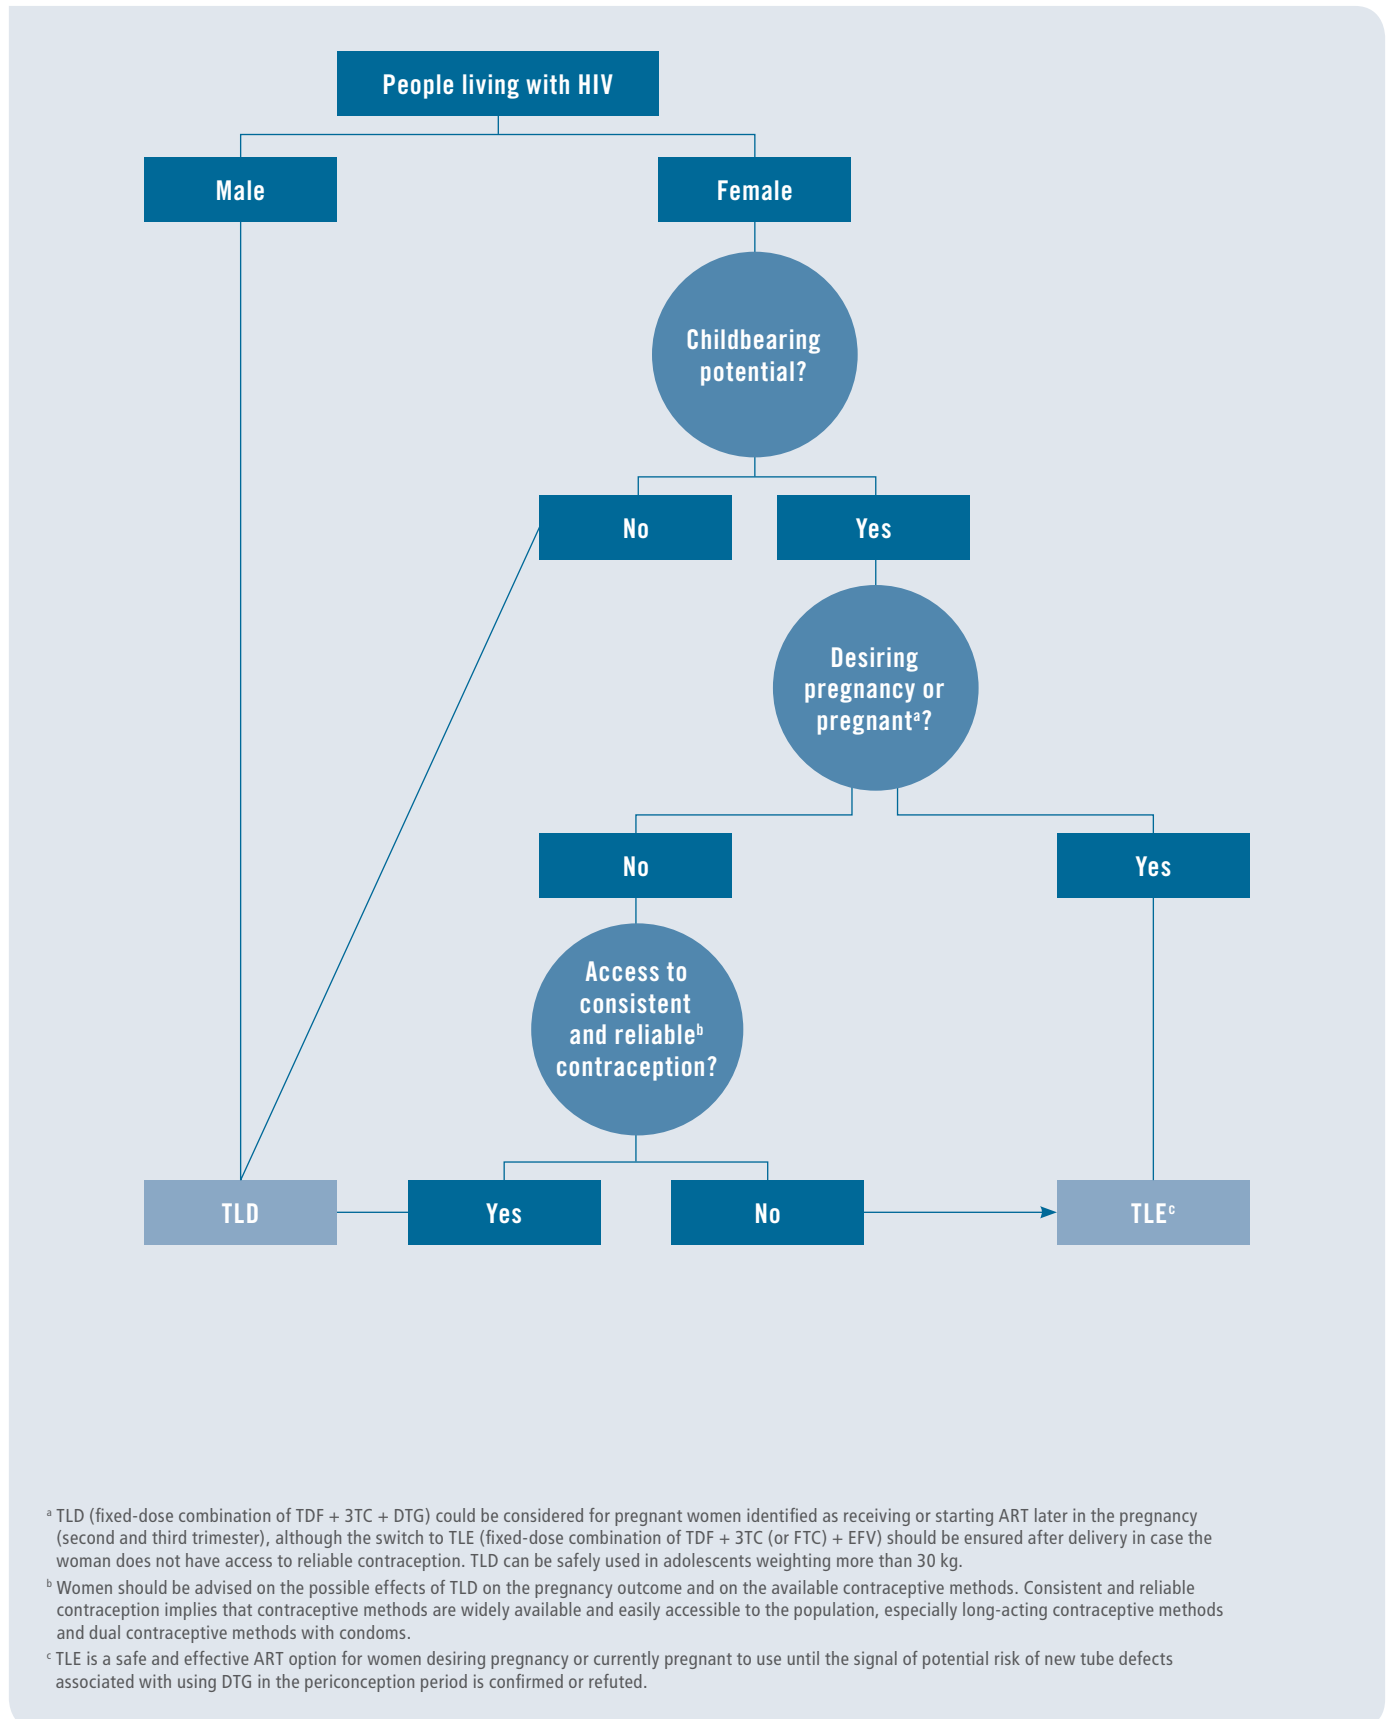 People living with HIV
Male
Female
Childbearing
potential?
No
Yes
Desiring
pregnancy or
pregnantᵃ?
No
Yes
Access to
consistent
and reliableᵇ
contraception?
TLD
Yes
No
TLEᶜ
ᵃ TLD (fixed-dose combination of TDF + 3TC + DTG) could be considered for pregnant women identified as receiving or starting ART later in the pregnancy
(second and third trimester), although the switch to TLE (fixed-dose combination of TDF + 3TC (or FTC) + EFV) should be ensured after delivery in case the
woman does not have access to reliable contraception. TLD can be safely used in adolescents weighting more than 30 kg.
ᵇ Women should be advised on the possible effects of TLD on the pregnancy outcome and on the available contraceptive methods. Consistent and reliable
contraception implies that contraceptive methods are widely available and easily accessible to the population, especially long-acting contraceptive methods
and dual contraceptive methods with condoms.
ᶜ TLE is a safe and effective ART option for women desiring pregnancy or currently pregnant to use until the signal of potential risk of new tube defects
associated with using DTG in the periconception period is confirmed or refuted.